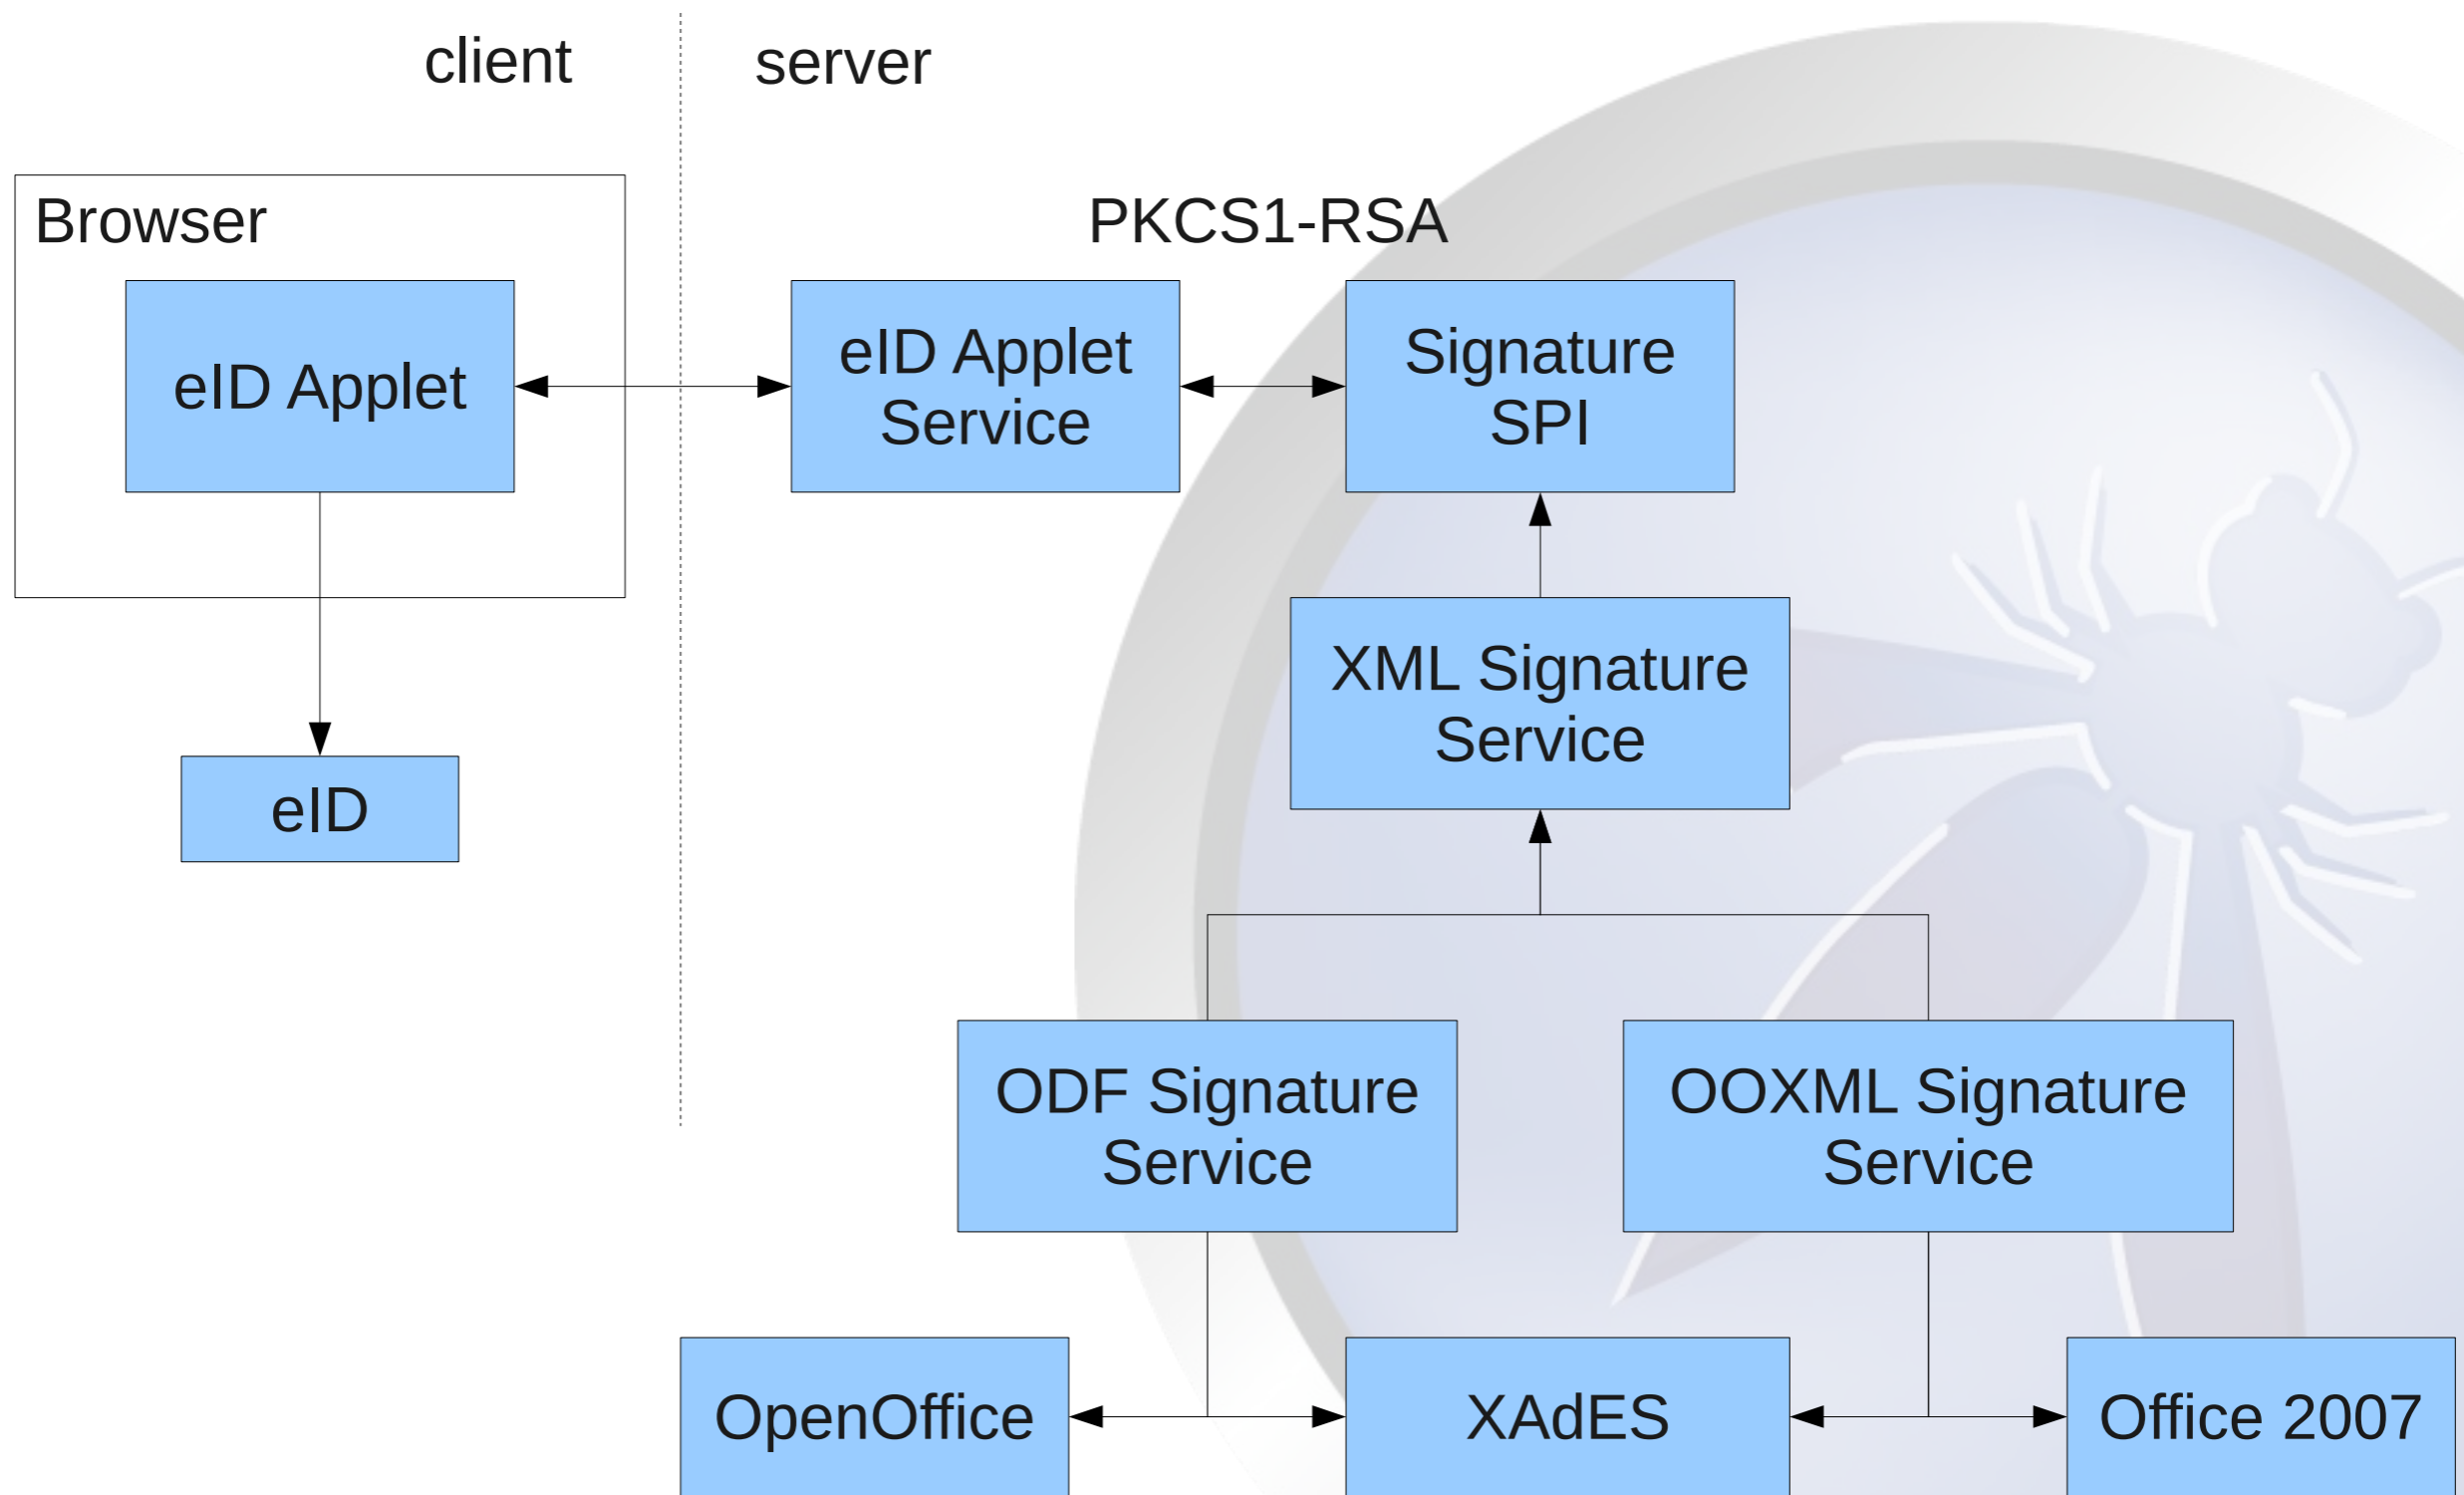 client
server
Browser
PKCS1-RSA
eID Applet
eID Applet
Service
Signature
SPI
XML Signature
Service
eID
ODF Signature
Service
OOXML Signature
Service
OpenOffice
XAdES
Office 2007